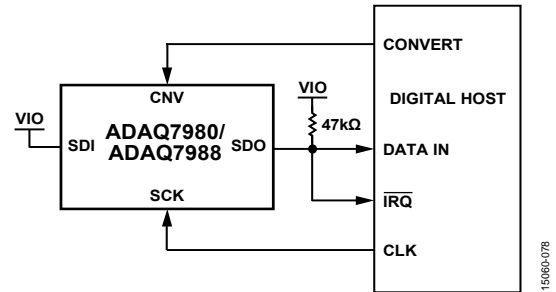 CONVERT
VIO
CNV
VIO
DIGITAL HOST
47kΩ
SDI
ADAQ7980/
ADAQ7988
SDO
DATA IN
SCK
IRQ
CLK
15060-078